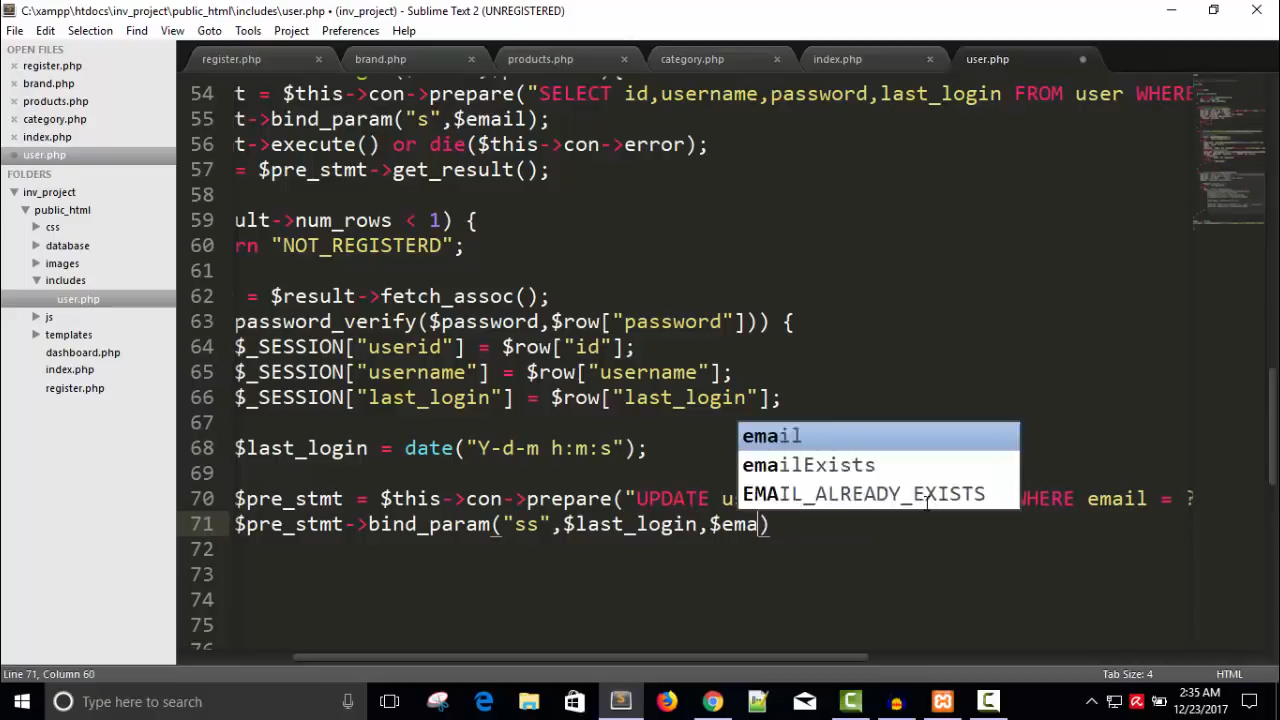 C:\xampp\htdocs\inv_project\public_html\includes\user.php • (inv_project) - Sublime Text 2 (UNREGISTERED)
File Edit Selection Find View Goto Tools Project Preferences Help
OPEN FILES
register.php
brand.php
products.php
category.php
index.php
user.php
FOLDERS
inv_project
public_html
css
database
images
includes
user.php
js
templates
dashboard.php
index.php
register.php
register.php × brand.php × products.php × category.php × index.php × user.php
54 t = $this->con->prepare("SELECT id,username,password,last_login FROM user WHERE
55 t->bind_param("s",$email);
56 t->execute() or die($this->con->error);
57 = $pre_stmt->get_result();
58
59 ult->num_rows < 1) {
60 rn "NOT_REGISTERD";
61
62 = $result->fetch_assoc();
63 password_verify($password,$row["password"])) {
64 $_SESSION["userid"] = $row["id"];
65 $_SESSION["username"] = $row["username"];
66 $_SESSION["last_login"] = $row["last_login"];
67
68 $last_login = date("Y-d-m h:m:s");
69
70 $pre_stmt = $this->con->prepare("UPDATE us WHERE email = ?
71 $pre_stmt->bind_param("ss",$last_login,$ema)
72
73
74
75
email
emailExists
EMAIL_ALREADY_EXISTS
Line 71, Column 60
Tab Size: 4
HTML
Type here to search
2:35 AM
12/23/2017